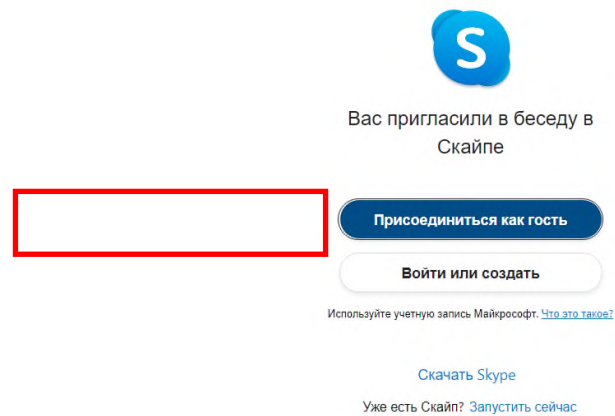 S
Вас пригласили в беседу в
Скайпе
Присоединиться как гость
Войти или создать
Используйте учетную запись Майкрософт. Что это такое?
Скачать Skype
Уже есть Скайп? Запустить сейчас